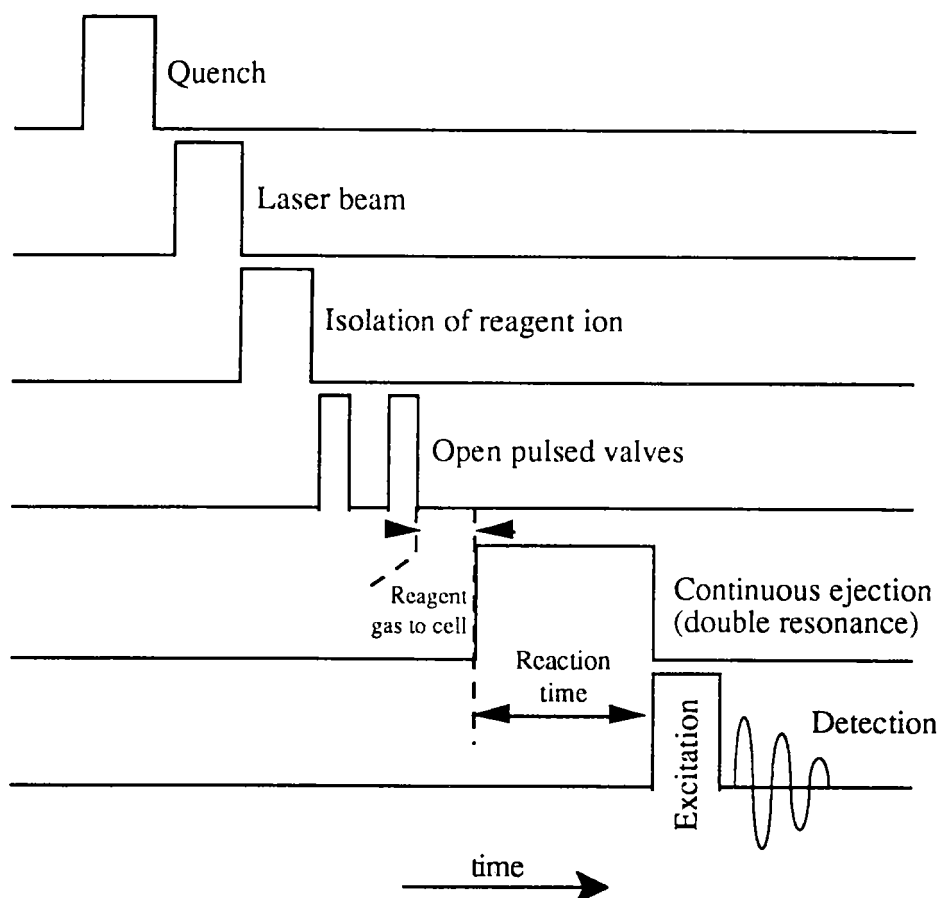 Quench
Laser beam
Isolation of reagent ion
Open pulsed valves
Reagent
gas to cell
Continuous ejection
(double resonance)
Reaction
time
Excitation
Detection
time